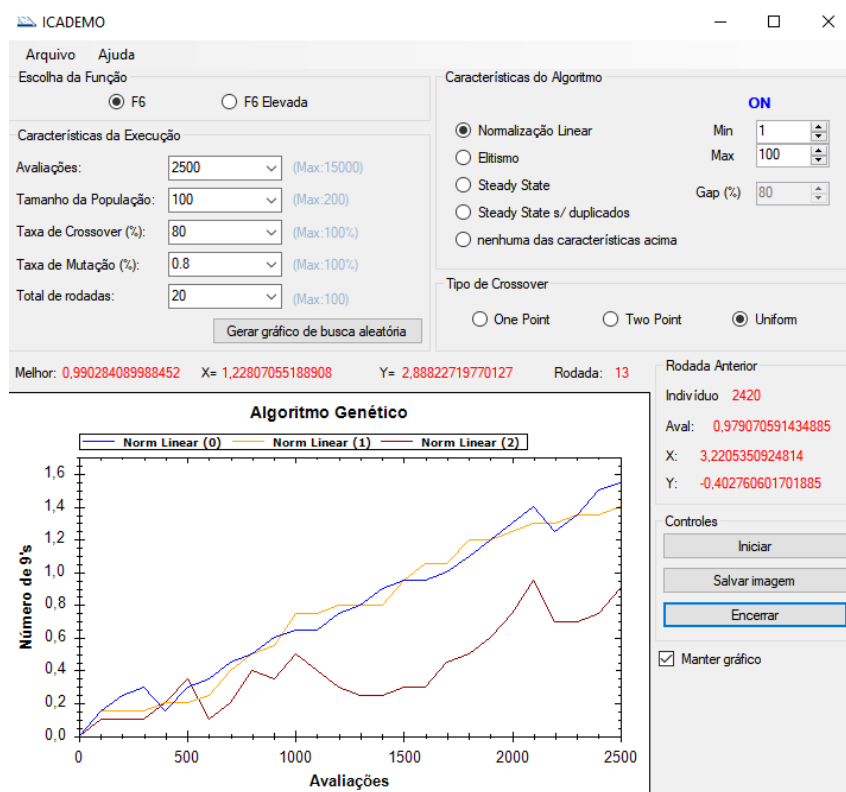 ICADEMO
Arquivo Ajuda
Escolha da Função
F6 F6 Elevada
Características da Execução
Avaliações: 2500 (Max:15000)
Tamanho da População: 100 (Max:200)
Taxa de Crossover (%): 80 (Max:100%)
Taxa de Mutação (%): 0.8 (Max:100%)
Total de rodadas: 20 (Max:100)
Gerar gráfico de busca aleatória
Características do Algoritmo
ON
Normalização Linear Min 1
Elitismo Max 100
Steady State Gap (%) 80
Steady State s/ duplicados
nenhuma das características acima
Tipo de Crossover
One Point Two Point Uniform
Melhor: 0,990284089988452 X= 1,22807055188908 Y= 2,88822719770127 Rodada: 13
Algoritmo Genético
Norm Linear (0) Norm Linear (1) Norm Linear (2)
Número de 9's
1,6
1,4
1,2
1,0
0,8
0,6
0,4
0,2
0,0
0 500 1000 1500 2000 2500
Avaliações
Rodada Anterior
Indivíduo 2420
Aval: 0,979070591434885
X: 3,2205350924814
Y: -0,402760601701885
Controles
Iniciar
Salvar imagem
Encerrar
Manter gráfico